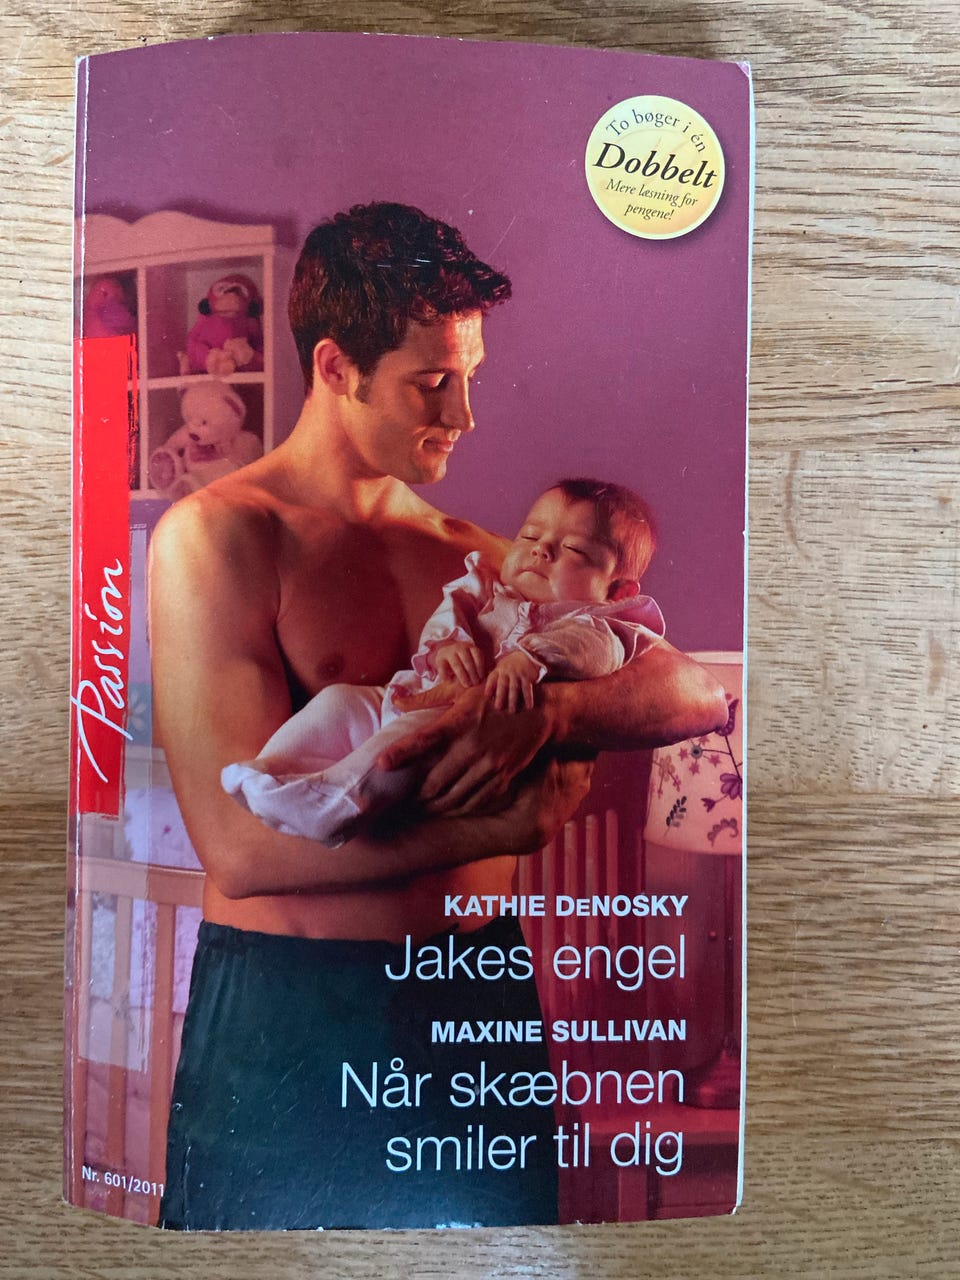 To bøger i én
Dobbelt
Mere læsning for
pengene!
Passion
KATHIE DENOSKY
Jakes engel
MAXINE SULLIVAN
Når skæbnen
smiler til dig
Nr. 601/2011